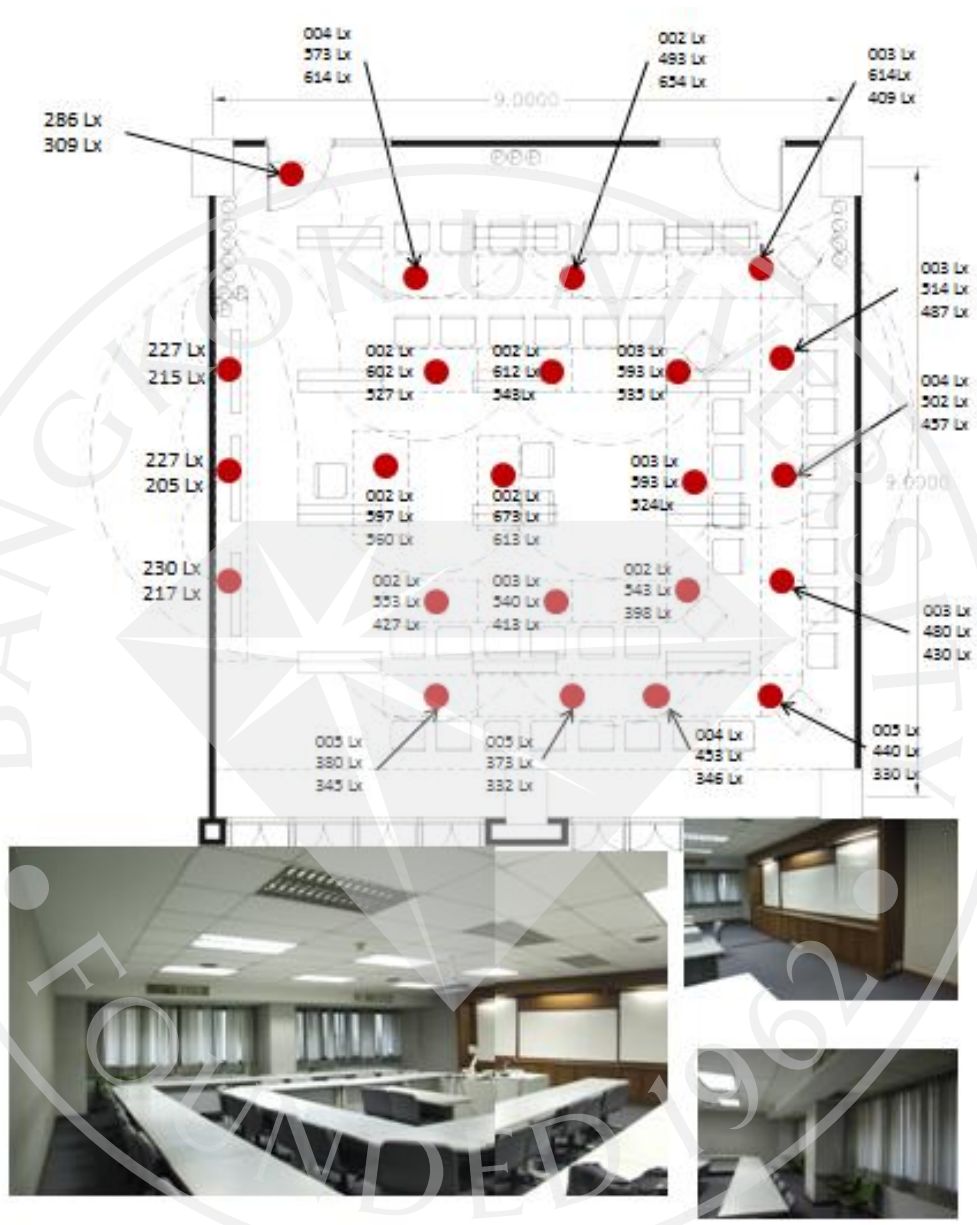 004 Lx
573 Lx
614 Lx
002 Lx
493 Lx
654 Lx
003 Lx
614Lx
409 Lx
9.0000
286 Lx
309 Lx
003 Lx
514 Lx
487 Lx
227 Lx
215 Lx
002 Lx
602 Lx
527 Lx
002 Lx
612 Lx
543Lx
003 Lx
593 Lx
535 Lx
004 Lx
502 Lx
457 Lx
227 Lx
205 Lx
002 Lx
597 Lx
560 Lx
002 Lx
673 Lx
613 Lx
003 Lx
593 Lx
524Lx
9.0000
230 Lx
217 Lx
002 Lx
553 Lx
427 Lx
003 Lx
540 Lx
413 Lx
002 Lx
543 Lx
398 Lx
003 Lx
480 Lx
430 Lx
005 Lx
380 Lx
345 Lx
005 Lx
373 Lx
332 Lx
004 Lx
453 Lx
346 Lx
005 Lx
440 Lx
330 Lx
BANGKOK UNIVERSITY
FOUNDED 1962